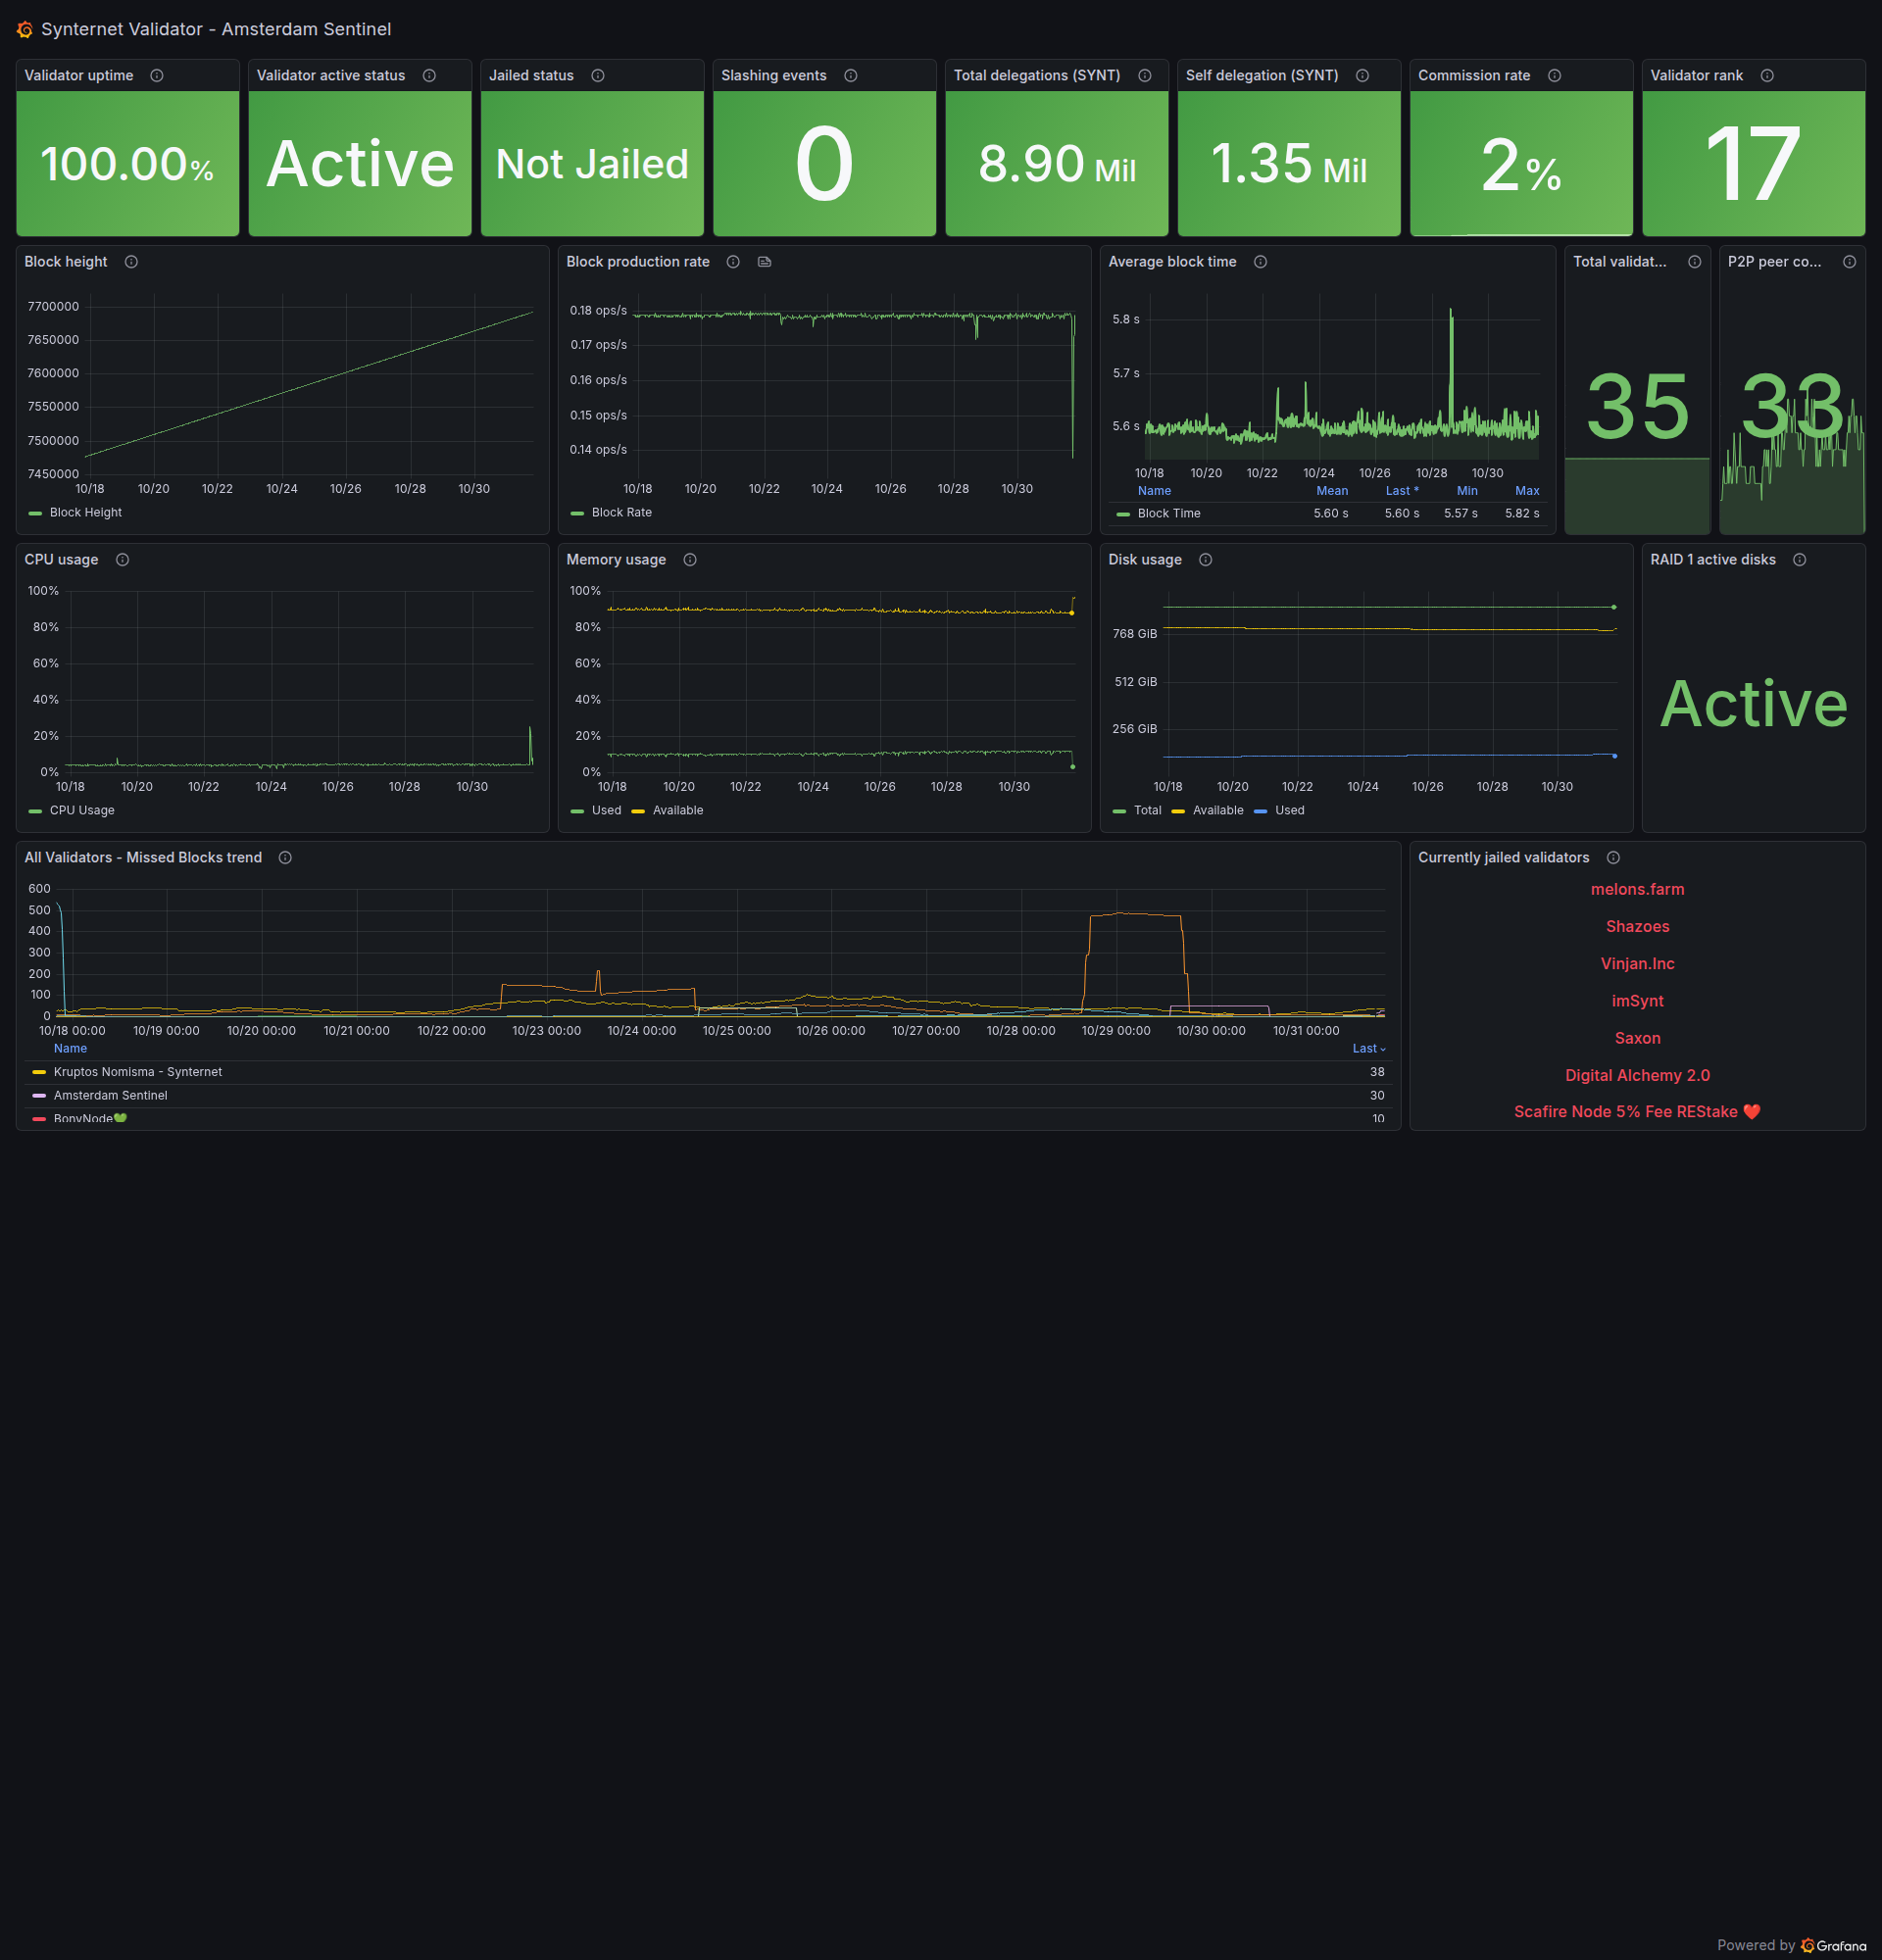 Synternet Validator - Amsterdam Sentinel
Validator uptime
100.00%
Validator active status
Active
Jailed status
Not Jailed
Slashing events
0
Total delegations (SYNT)
8.90 Mil
Self delegation (SYNT)
1.35 Mil
Commission rate
2%
Validator rank
17
Block height
7700000
7650000
7600000
7550000
7500000
7450000
10/18 10/20 10/22 10/24 10/26 10/28 10/30
Block Height
Block production rate
0.18 ops/s
0.17 ops/s
0.16 ops/s
0.15 ops/s
0.14 ops/s
10/18 10/20 10/22 10/24 10/26 10/28 10/30
Block Rate
Average block time
5.8 s
5.7 s
5.6 s
10/18 10/20 10/22 10/24 10/26 10/28 10/30
Name Mean Last * Min Max
Block Time 5.60 s 5.60 s 5.57 s 5.82 s
Total validat...
35
P2P peer co...
33
CPU usage
100%
80%
60%
40%
20%
0%
10/18 10/20 10/22 10/24 10/26 10/28 10/30
CPU Usage
Memory usage
100%
80%
60%
40%
20%
0%
10/18 10/20 10/22 10/24 10/26 10/28 10/30
Used Available
Disk usage
768 GiB
512 GiB
256 GiB
10/18 10/20 10/22 10/24 10/26 10/28 10/30
Total Available Used
RAID 1 active disks
Active
All Validators - Missed Blocks trend
600
500
400
300
200
100
0
10/18 00:00 10/19 00:00 10/20 00:00 10/21 00:00 10/22 00:00 10/23 00:00 10/24 00:00 10/25 00:00 10/26 00:00 10/27 00:00 10/28 00:00 10/29 00:00 10/30 00:00 10/31 00:00
Name Last
Kruptos Nomisma - Synternet 38
Amsterdam Sentinel 30
BonyNode💚 10
Currently jailed validators
melons.farm
Shazoes
Vinjan.Inc
imSynt
Saxon
Digital Alchemy 2.0
Scafire Node 5% Fee REStake ❤️
Powered by Grafana